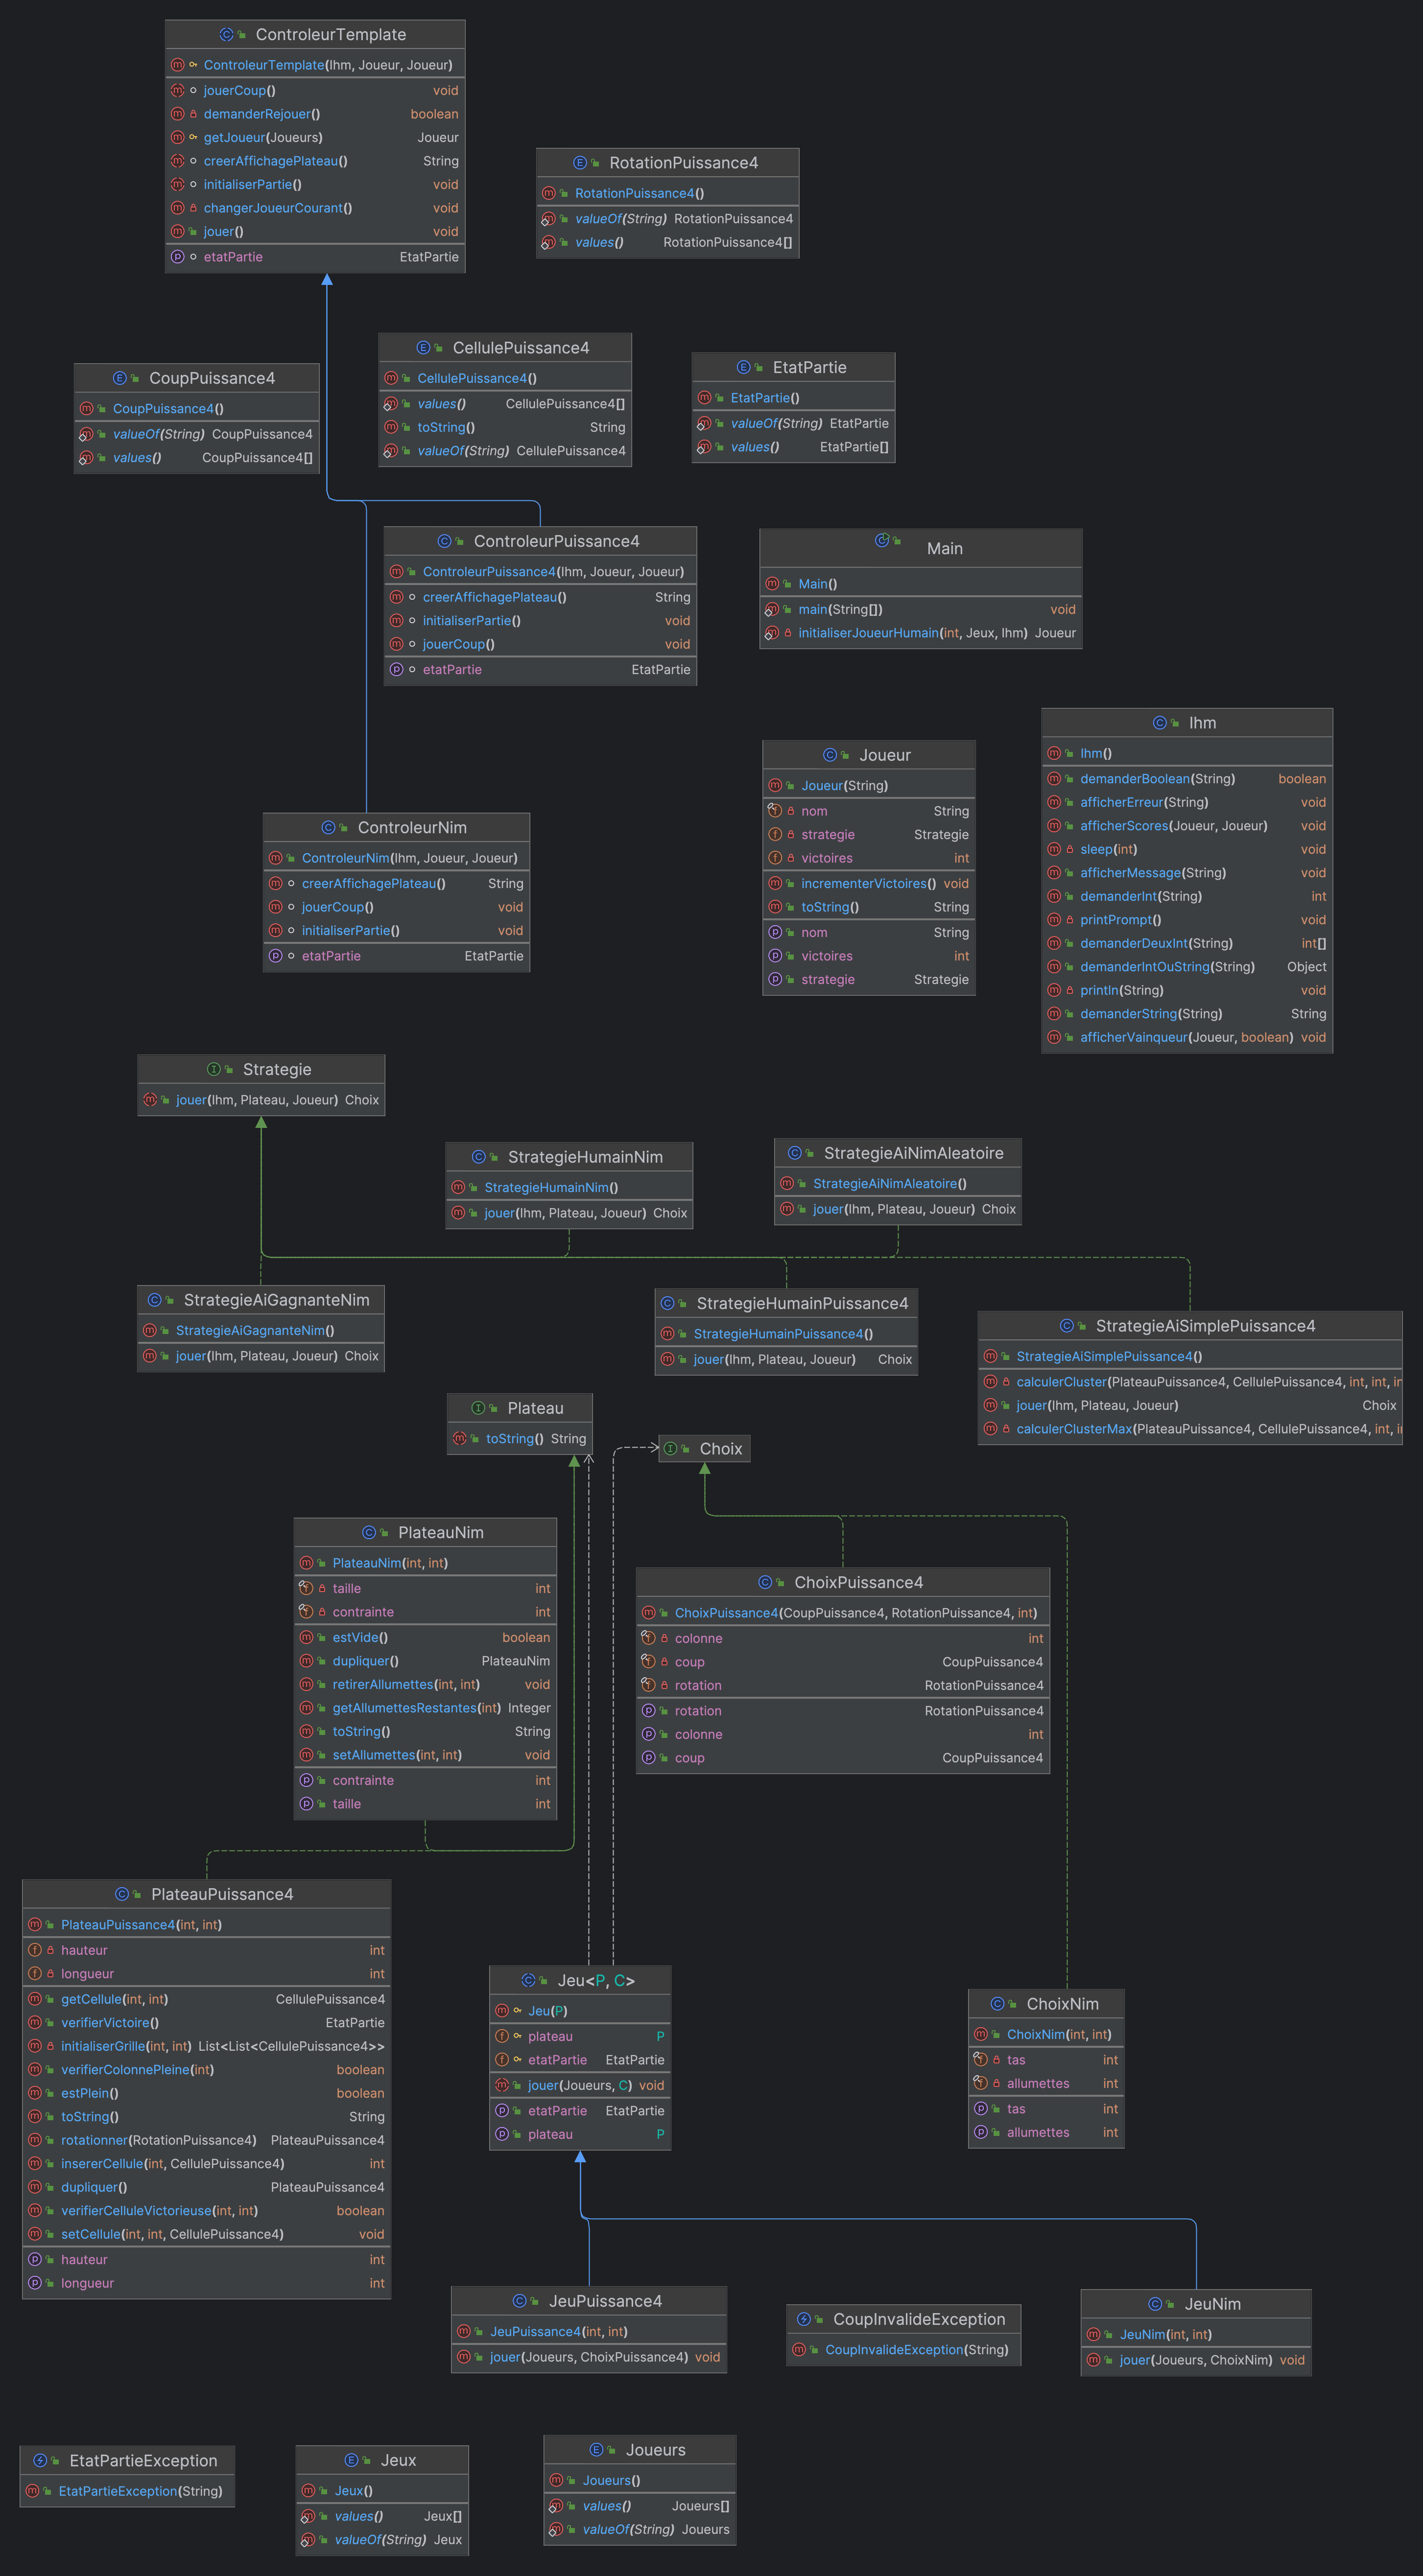 ControleurTemplate
ControleurTemplate(Ihm, Joueur, Joueur)
jouerCoup() void
demanderRejouer() boolean
getJoueur(Joueurs) Joueur
creerAffichagePlateau() String
initialiserPartie() void
changerJoueurCourant() void
jouer() void
etatPartie EtatPartie
RotationPuissance4
RotationPuissance4()
valueOf(String) RotationPuissance4
values() RotationPuissance4[]
CoupPuissance4
CoupPuissance4()
valueOf(String) CoupPuissance4
values() CoupPuissance4[]
CellulePuissance4
CellulePuissance4()
values() CellulePuissance4[]
toString() String
valueOf(String) CellulePuissance4
EtatPartie
EtatPartie()
valueOf(String) EtatPartie
values() EtatPartie[]
ControleurPuissance4
ControleurPuissance4(Ihm, Joueur, Joueur)
creerAffichagePlateau() String
initialiserPartie() void
jouerCoup() void
etatPartie EtatPartie
Main
Main()
main(String[]) void
initialiserJoueurHumain(int, Jeux, Ihm) Joueur
Ihm
Ihm()
demanderBoolean(String) boolean
afficherErreur(String) void
afficherScores(Joueur, Joueur) void
sleep(int) void
afficherMessage(String) void
demanderInt(String) int
printPrompt() void
demanderDeuxInt(String) int[]
demanderIntOuString(String) Object
println(String) void
demanderString(String) String
afficherVainqueur(Joueur, boolean) void
Joueur
Joueur(String)
nom String
strategie Strategie
victoires int
incrementerVictoires() void
toString() String
nom String
victoires int
strategie Strategie
ControleurNim
ControleurNim(Ihm, Joueur, Joueur)
creerAffichagePlateau() String
jouerCoup() void
initialiserPartie() void
etatPartie EtatPartie
Strategie
jouer(Ihm, Plateau, Joueur) Choix
StrategieHumainNim
StrategieHumainNim()
jouer(Ihm, Plateau, Joueur) Choix
StrategieAiNimAleatoire
StrategieAiNimAleatoire()
jouer(Ihm, Plateau, Joueur) Choix
StrategieAiGagnanteNim
StrategieAiGagnanteNim()
jouer(Ihm, Plateau, Joueur) Choix
StrategieHumainPuissance4
StrategieHumainPuissance4()
jouer(Ihm, Plateau, Joueur) Choix
StrategieAiSimplePuissance4
StrategieAiSimplePuissance4()
calculerCluster(PlateauPuissance4, CellulePuissance4, int, int,
jouer(Ihm, Plateau, Joueur) Choix
calculerClusterMax(PlateauPuissance4, CellulePuissance4, int,
Plateau
toString() String
Choix
PlateauNim
PlateauNim(int, int)
taille int
contrainte int
estVide() boolean
dupliquer() PlateauNim
retirerAllumettes(int, int) void
getAllumettesRestantes(int) Integer
toString() String
setAllumettes(int, int) void
contrainte int
taille int
ChoixPuissance4
ChoixPuissance4(CoupPuissance4, RotationPuissance4, int)
colonne int
coup CoupPuissance4
rotation RotationPuissance4
rotation RotationPuissance4
colonne int
coup CoupPuissance4
PlateauPuissance4
PlateauPuissance4(int, int)
hauteur int
longueur int
getCellule(int, int) CellulePuissance4
verifierVictoire() EtatPartie
initialiserGrille(int, int) List<List<CellulePuissance4>>
verifierColonnePleine(int) boolean
estPlein() boolean
toString() String
rotationner(RotationPuissance4) PlateauPuissance4
insererCellule(int, CellulePuissance4) int
dupliquer() PlateauPuissance4
verifierCelluleVictorieuse(int, int) boolean
setCellule(int, int, CellulePuissance4) void
hauteur int
longueur int
Jeu<P, C>
Jeu(P)
plateau P
etatPartie EtatPartie
jouer(Joueurs, C) void
etatPartie EtatPartie
plateau P
ChoixNim
ChoixNim(int, int)
tas int
allumettes int
tas int
allumettes int
JeuPuissance4
JeuPuissance4(int, int)
jouer(Joueurs, ChoixPuissance4) void
CoupInvalideException
CoupInvalideException(String)
JeuNim
JeuNim(int, int)
jouer(Joueurs, ChoixNim) void
EtatPartieException
EtatPartieException(String)
Jeux
Jeux()
values() Jeux[]
valueOf(String) Jeux
Joueurs
Joueurs()
values() Joueurs[]
valueOf(String) Joueurs